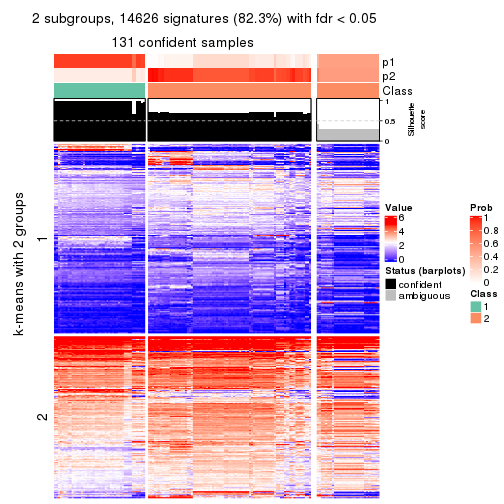 2 subgroups, 14626 signatures (82.3%) with fdr < 0.05
131 confident samples
p1
p2
Class
1
0.5
0
Silhouette
score
k-means with 2 groups
1
2
Value
6
4
2
0
Status (barplots)
confident
ambiguous
Prob
1
0.8
0.6
0.4
0.2
0
Class
1
2